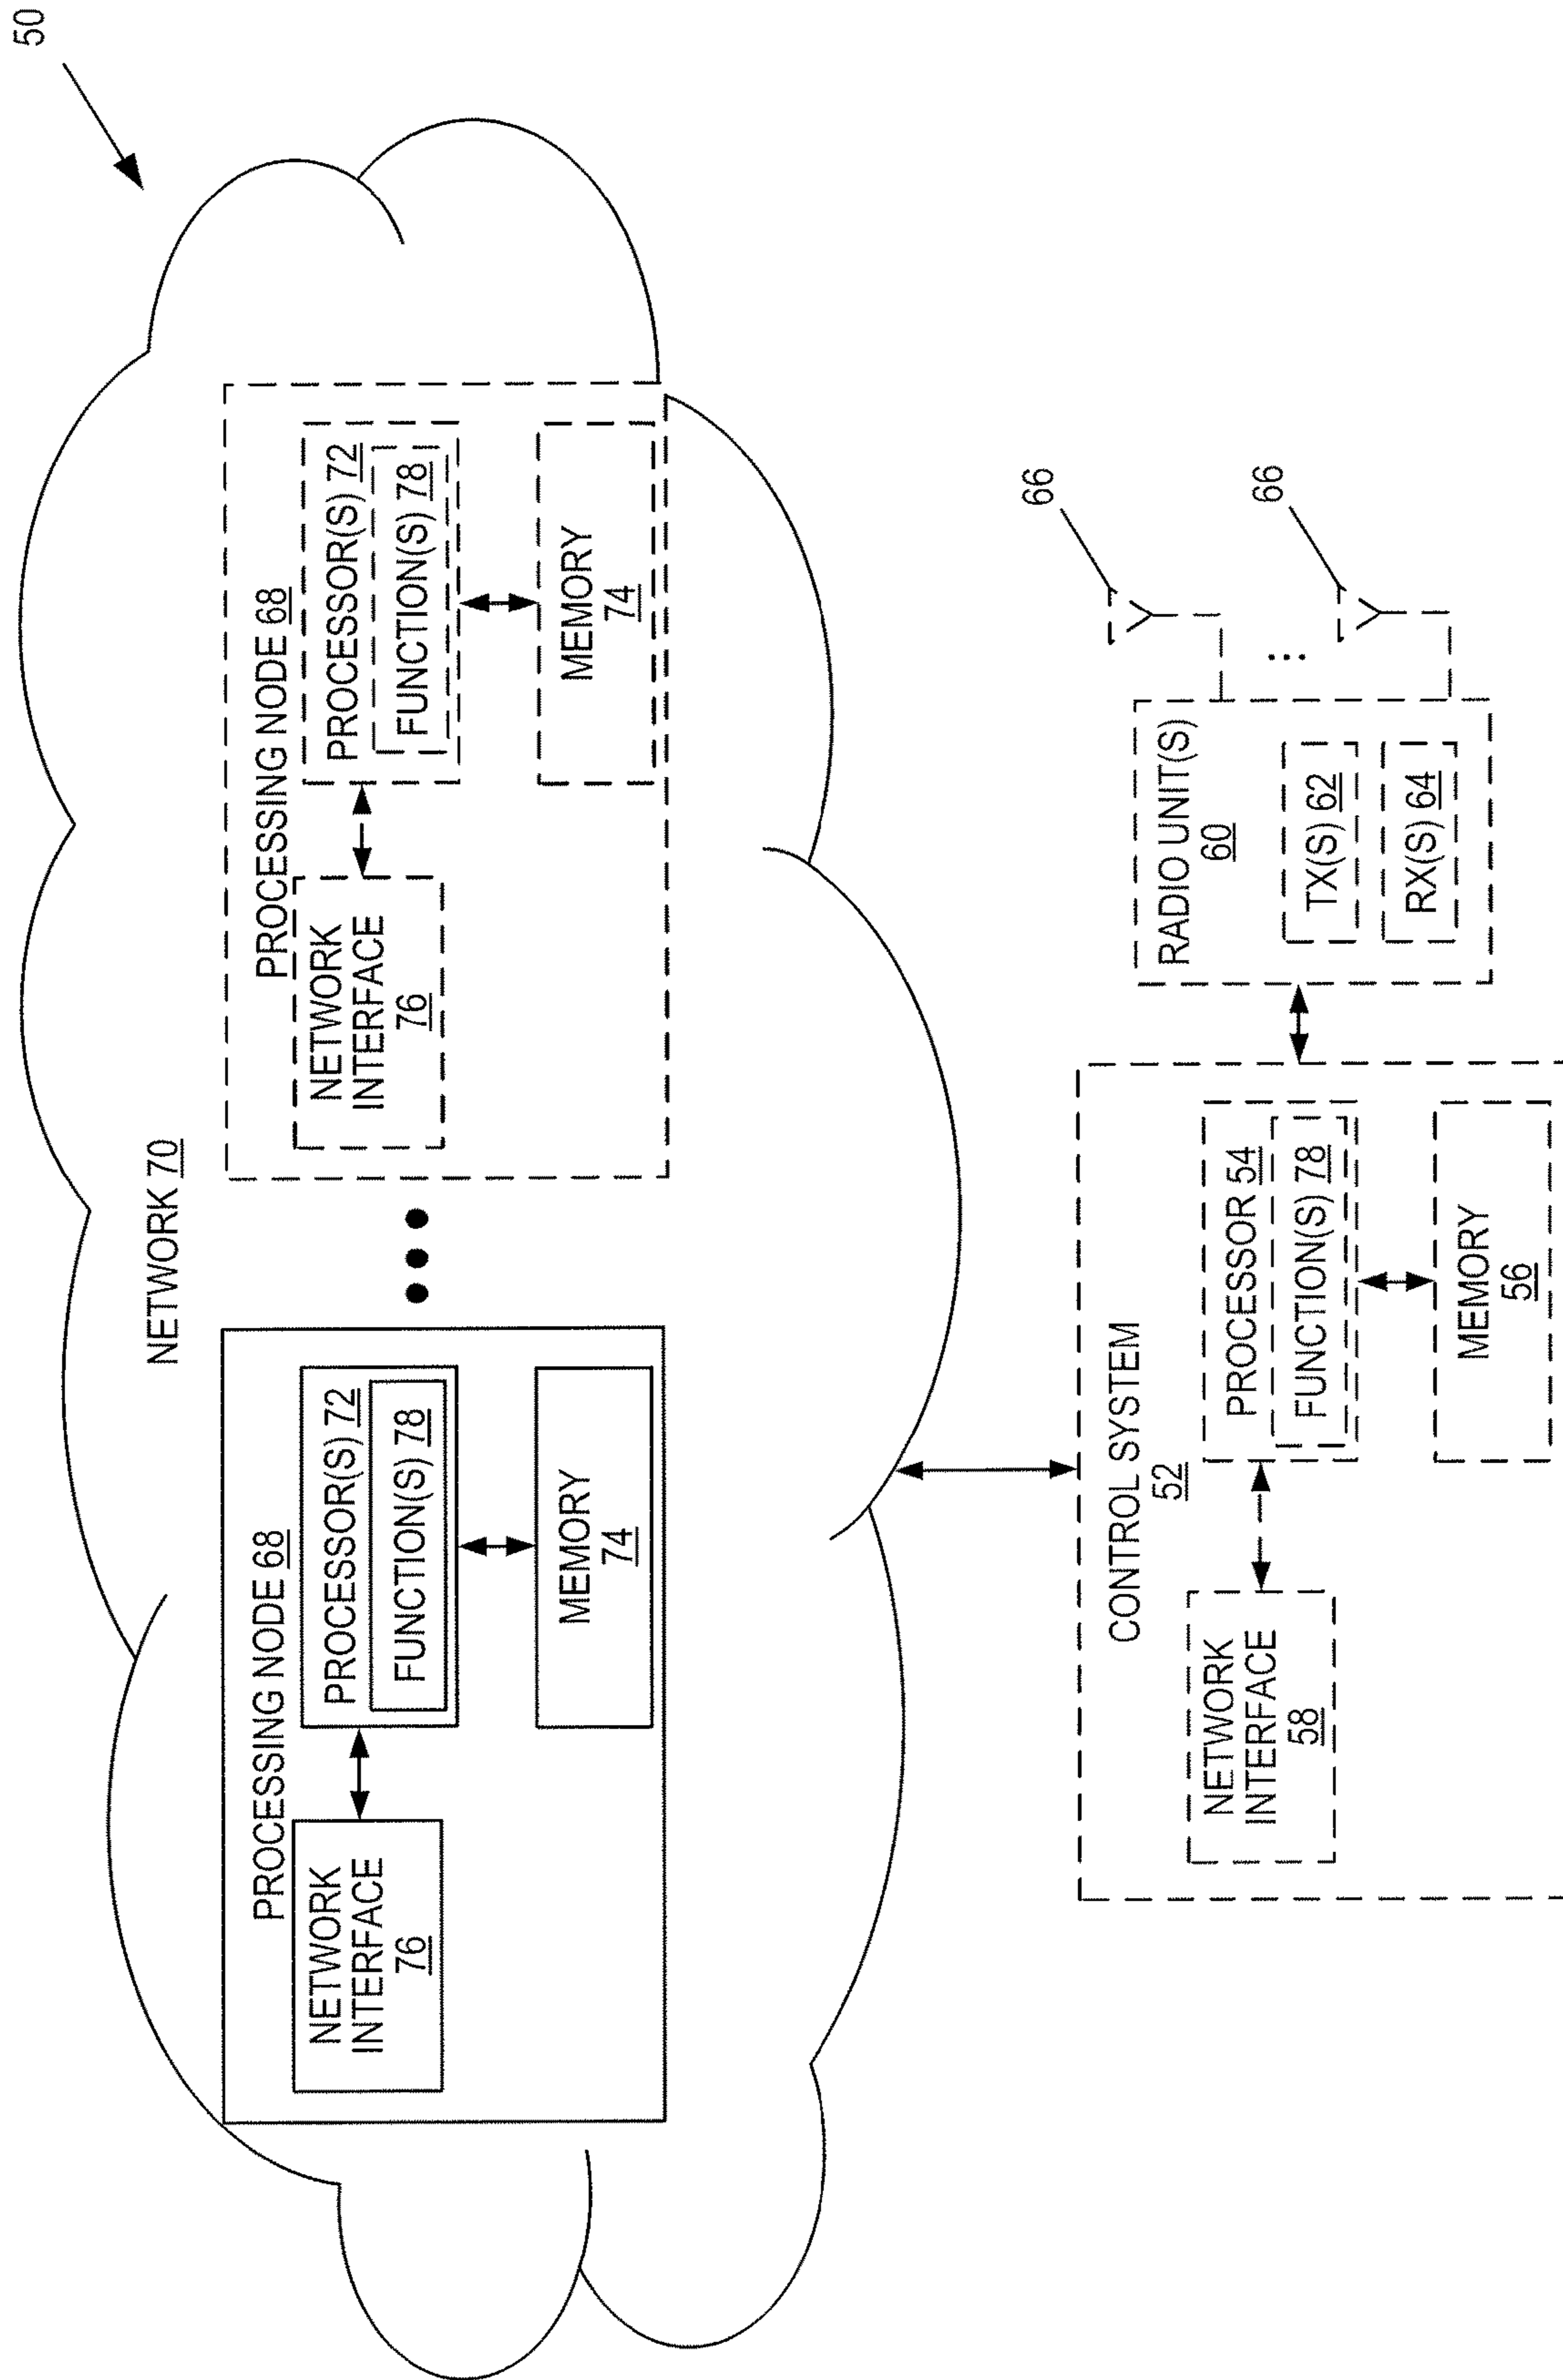 50
NETWORK 70
PROCESSING NODE 68
NETWORK
INTERFACE
76
PROCESSOR(S) 72
FUNCTION(S) 78
MEMORY
74
PROCESSING NODE 68
NETWORK
INTERFACE
76
PROCESSOR(S) 72
FUNCTION(S) 78
MEMORY
74
CONTROL SYSTEM
52
NETWORK
INTERFACE
58
PROCESSOR 54
FUNCTION(S) 78
MEMORY
56
RADIO UNIT(S)
60
TX(S) 62
RX(S) 64
66
66